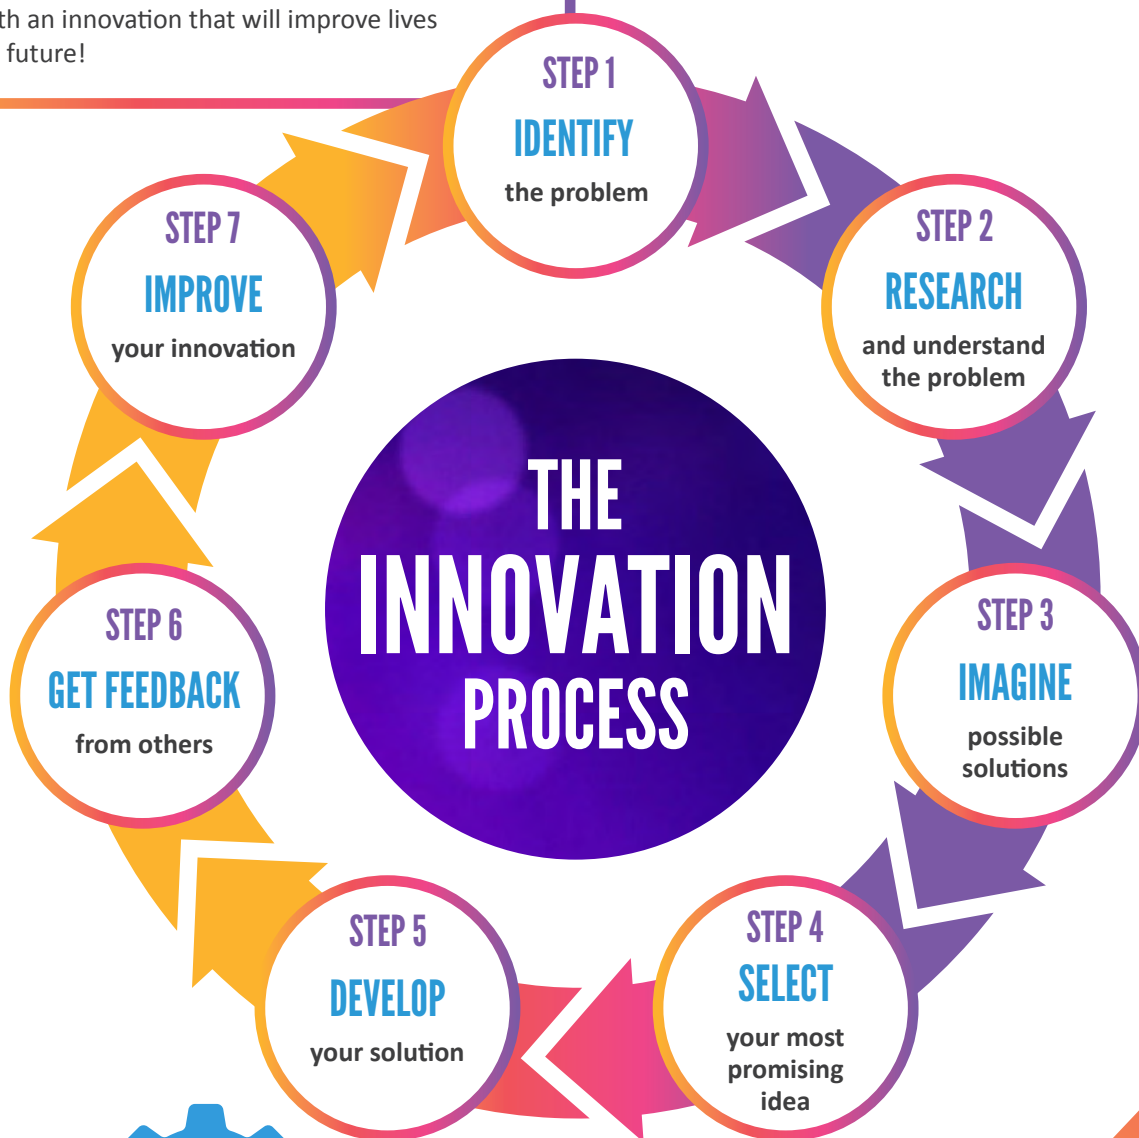 an innovation that will improve lives
future!
STEP 1
IDENTIFY
the problem
STEP 2
RESEARCH
and understand
the problem
STEP 3
IMAGINE
possible
solutions
STEP 4
SELECT
your most
promising
idea
STEP 5
DEVELOP
your solution
STEP 6
GET FEEDBACK
from others
STEP 7
IMPROVE
your innovation
THE
INNOVATION
PROCESS